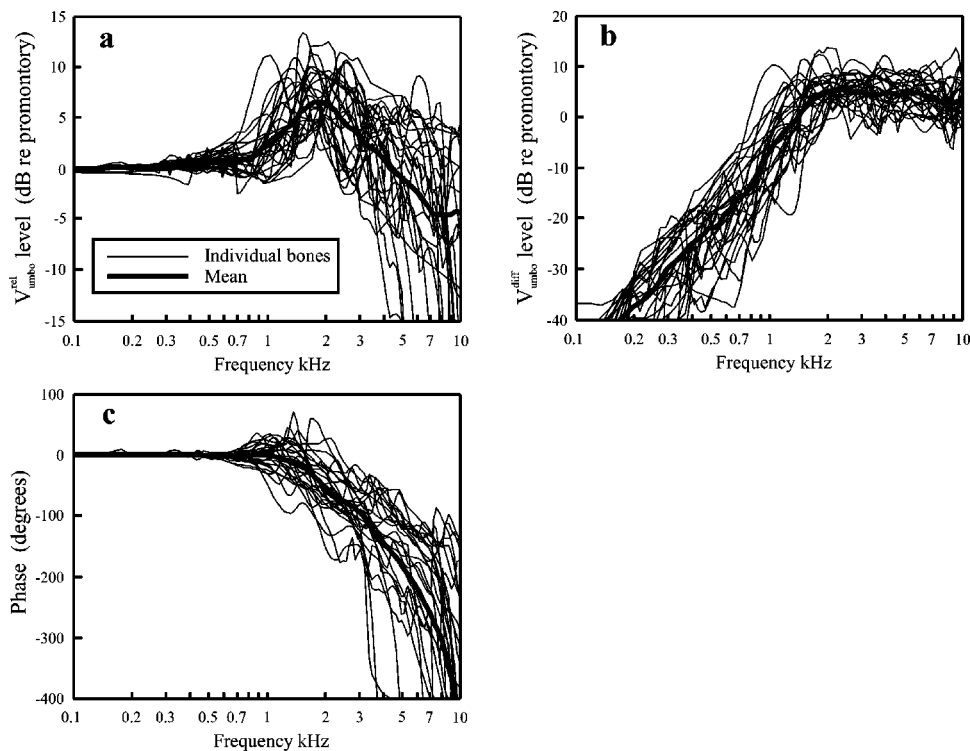 a
15
10
5
0
-5
-10
-15
V rel umbo level (dB re promontory)
Individual bones
Mean
0.1 0.2 0.3 0.5 0.7 1 2 3 5 7 10
Frequency kHz
b
20
10
0
-10
-20
-30
-40
V diff umbo level (dB re promontory)
0.1 0.2 0.3 0.5 0.7 1 2 3 5 7 10
Frequency kHz
c
100
0
-100
-200
-300
-400
Phase (degrees)
0.1 0.2 0.3 0.5 0.7 1 2 3 5 7 10
Frequency kHz